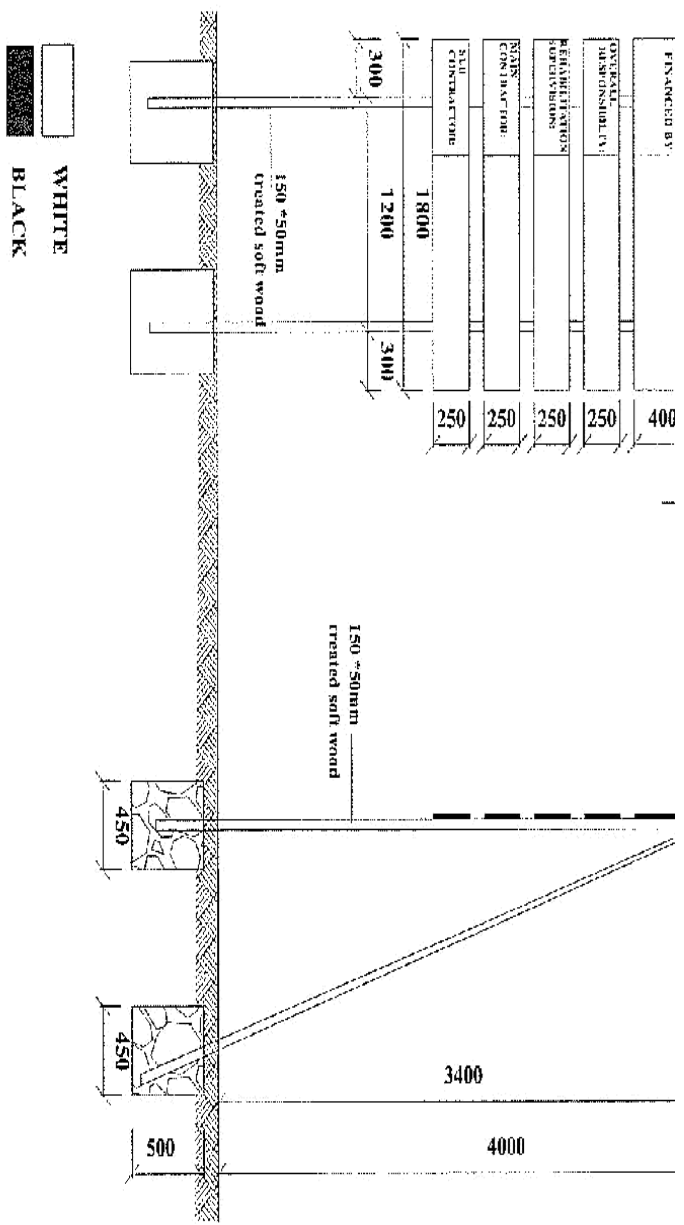 FINANCED BY:
OVERALL
RESPONSIBILITY:
REHABILITATION
SUPERVISION:
MAIN
CONTRACTOR:
SUB
CONTRACTOR:
400
250
250
250
250
1800
300
1200
300
150 *50mm
treated soft wood
150 *50mm
treated soft wood
3400
4000
450
450
500
WHITE
BLACK